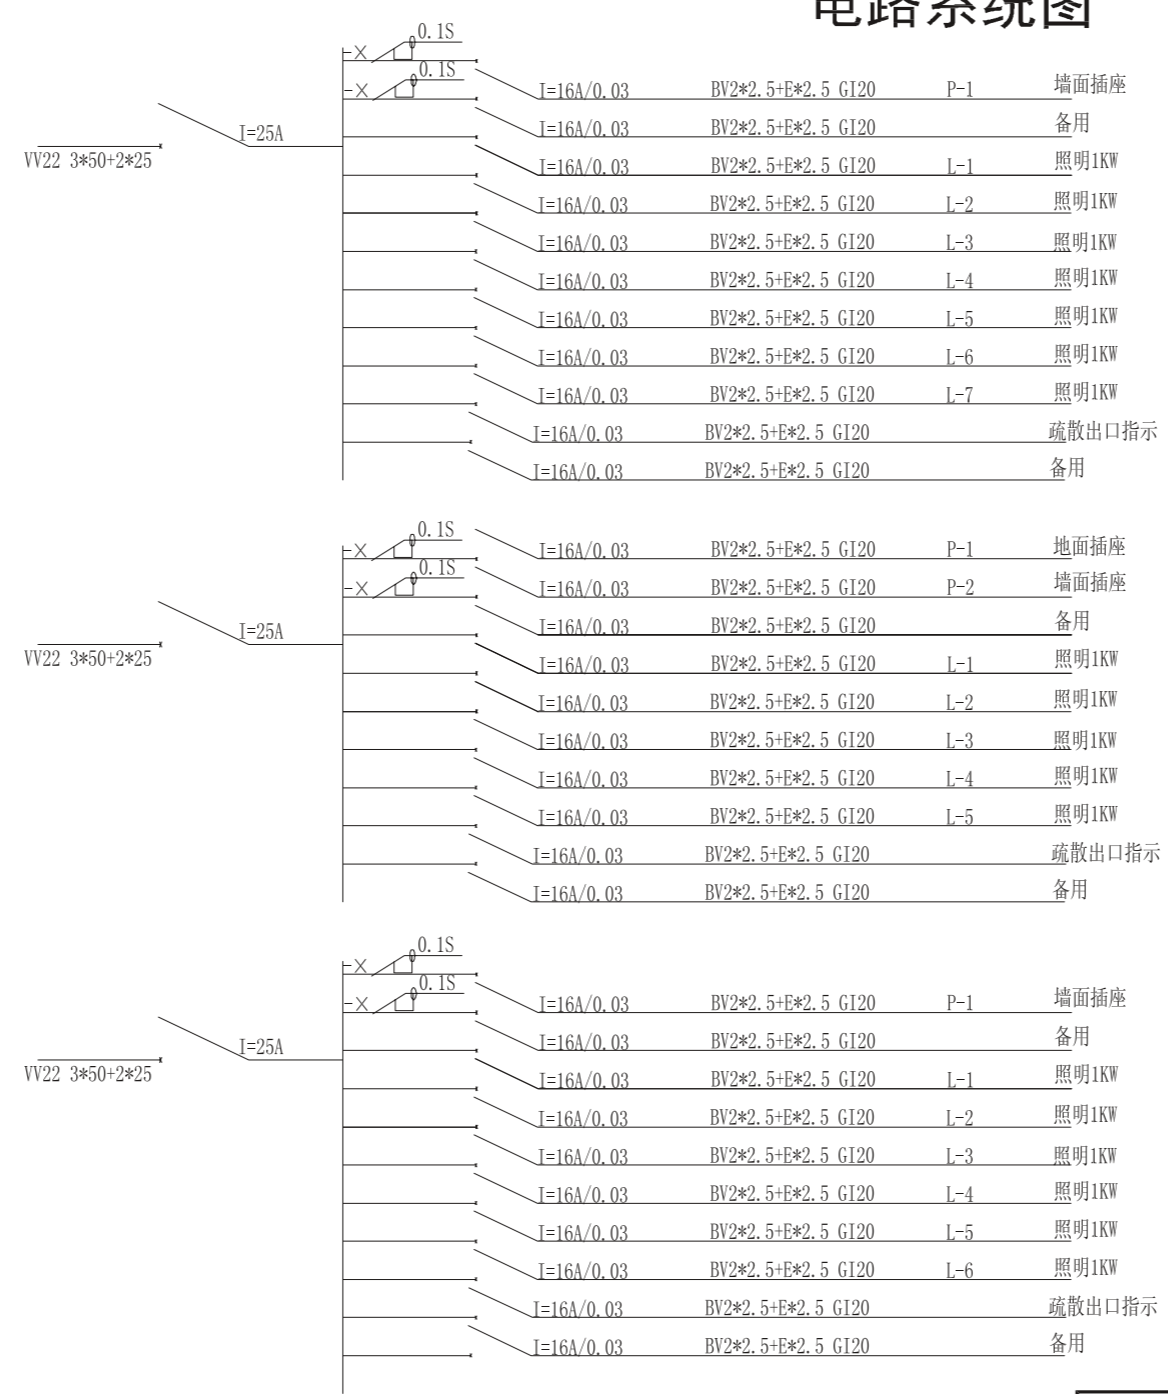 电路系统图
0.1S
0.1S
I=16A/0.03 BV2*2.5+E*2.5 GI20 P-1 墙面插座
I=16A/0.03 BV2*2.5+E*2.5 GI20 备用
I=25A
VV22 3*50+2*25
I=16A/0.03 BV2*2.5+E*2.5 GI20 L-1 照明1KW
I=16A/0.03 BV2*2.5+E*2.5 GI20 L-2 照明1KW
I=16A/0.03 BV2*2.5+E*2.5 GI20 L-3 照明1KW
I=16A/0.03 BV2*2.5+E*2.5 GI20 L-4 照明1KW
I=16A/0.03 BV2*2.5+E*2.5 GI20 L-5 照明1KW
I=16A/0.03 BV2*2.5+E*2.5 GI20 L-6 照明1KW
I=16A/0.03 BV2*2.5+E*2.5 GI20 L-7 照明1KW
I=16A/0.03 BV2*2.5+E*2.5 GI20 疏散出口指示
I=16A/0.03 BV2*2.5+E*2.5 GI20 备用
0.1S
I=16A/0.03 BV2*2.5+E*2.5 GI20 P-1 地面插座
0.1S
I=16A/0.03 BV2*2.5+E*2.5 GI20 P-2 墙面插座
I=16A/0.03 BV2*2.5+E*2.5 GI20 备用
I=25A
VV22 3*50+2*25
I=16A/0.03 BV2*2.5+E*2.5 GI20 L-1 照明1KW
I=16A/0.03 BV2*2.5+E*2.5 GI20 L-2 照明1KW
I=16A/0.03 BV2*2.5+E*2.5 GI20 L-3 照明1KW
I=16A/0.03 BV2*2.5+E*2.5 GI20 L-4 照明1KW
I=16A/0.03 BV2*2.5+E*2.5 GI20 L-5 照明1KW
I=16A/0.03 BV2*2.5+E*2.5 GI20 疏散出口指示
I=16A/0.03 BV2*2.5+E*2.5 GI20 备用
0.1S
0.1S
I=16A/0.03 BV2*2.5+E*2.5 GI20 P-1 墙面插座
I=16A/0.03 BV2*2.5+E*2.5 GI20 备用
I=25A
VV22 3*50+2*25
I=16A/0.03 BV2*2.5+E*2.5 GI20 L-1 照明1KW
I=16A/0.03 BV2*2.5+E*2.5 GI20 L-2 照明1KW
I=16A/0.03 BV2*2.5+E*2.5 GI20 L-3 照明1KW
I=16A/0.03 BV2*2.5+E*2.5 GI20 L-4 照明1KW
I=16A/0.03 BV2*2.5+E*2.5 GI20 L-5 照明1KW
I=16A/0.03 BV2*2.5+E*2.5 GI20 L-6 照明1KW
I=16A/0.03 BV2*2.5+E*2.5 GI20 疏散出口指示
I=16A/0.03 BV2*2.5+E*2.5 GI20 备用